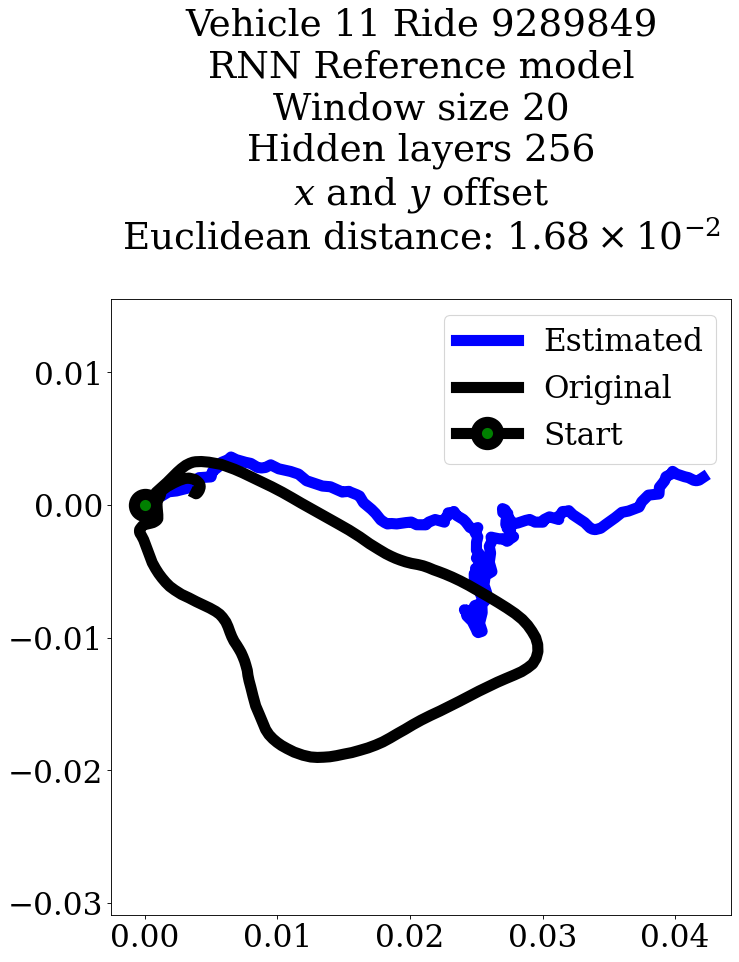 Vehicle 11 Ride 9289849
RNN Reference model
Window size 20
Hidden layers 256
x and y offset
Euclidean distance: 1.68 × 10⁻²
Estimated
Original
Start
0.01
0.00
−0.01
−0.02
−0.03
0.00 0.01 0.02 0.03 0.04